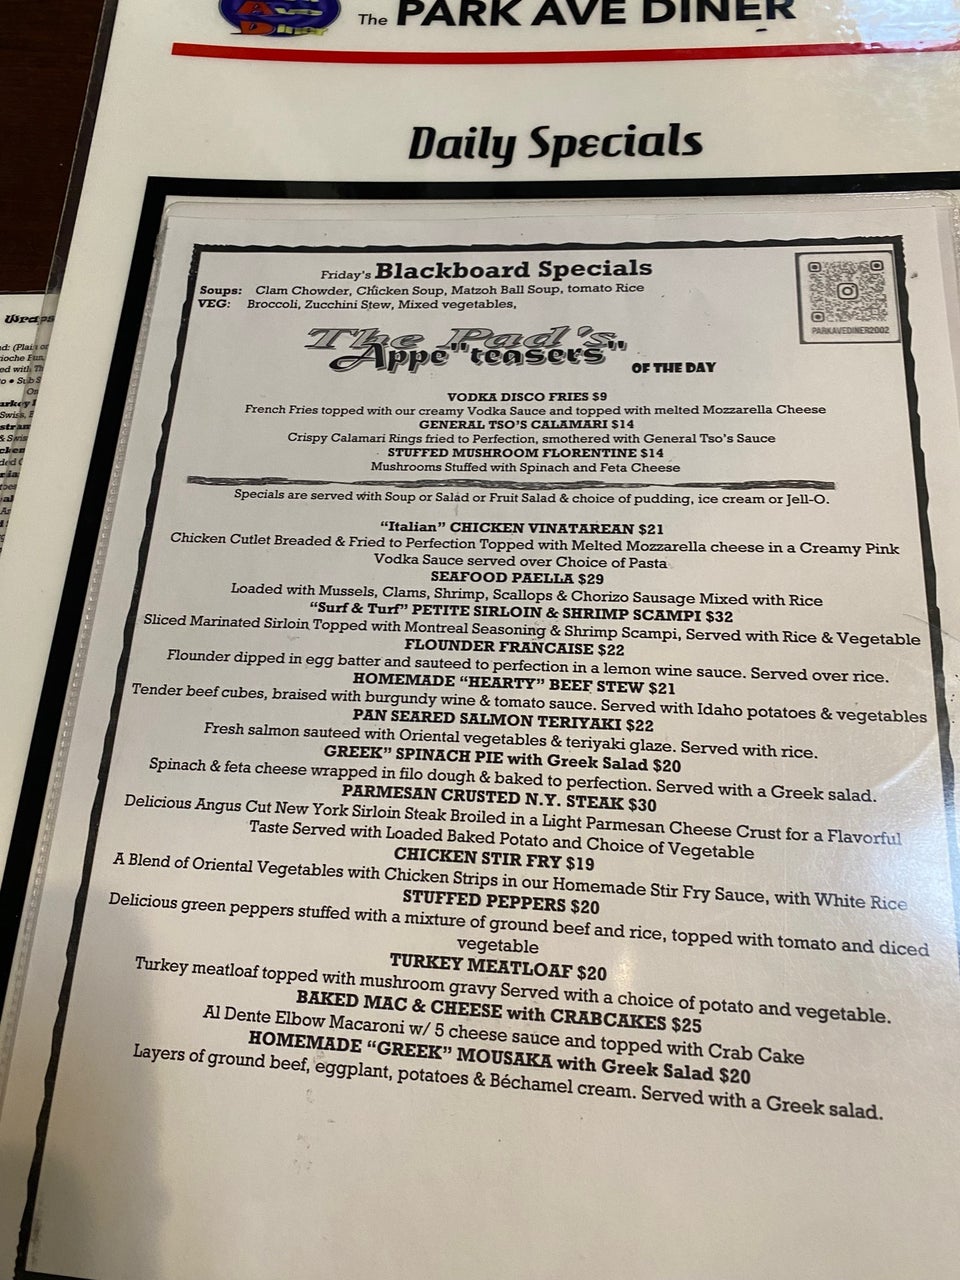 Ave
Diner
The PARK AVE DINER
Daily Specials
Friday's Blackboard Specials
Soups: Clam Chowder, Chicken Soup, Matzoh Ball Soup, tomato Rice
VEG: Broccoli, Zucchini Stew, Mixed vegetables,
PARKAVEDINER2002
The Pad's
Appe"teasers"
OF THE DAY
VODKA DISCO FRIES $9
French Fries topped with our creamy Vodka Sauce and topped with melted Mozzarella Cheese
GENERAL TSO'S CALAMARI $14
Crispy Calamari Rings fried to Perfection, smothered with General Tso's Sauce
STUFFED MUSHROOM FLORENTINE $14
Mushrooms Stuffed with Spinach and Feta Cheese
Specials are served with Soup or Salad or Fruit Salad & choice of pudding, ice cream or Jell-O.
“Italian” CHICKEN VINATAREAN $21
Chicken Cutlet Breaded & Fried to Perfection Topped with Melted Mozzarella cheese in a Creamy Pink
Vodka Sauce served over Choice of Pasta
SEAFOOD PAELLA $29
Loaded with Mussels, Clams, Shrimp, Scallops & Chorizo Sausage Mixed with Rice
“Surf & Turf” PETITE SIRLOIN & SHRIMP SCAMPI $32
Sliced Marinated Sirloin Topped with Montreal Seasoning & Shrimp Scampi, Served with Rice & Vegetable
FLOUNDER FRANCAISE $22
Flounder dipped in egg batter and sauteed to perfection in a lemon wine sauce. Served over rice.
HOMEMADE “HEARTY” BEEF STEW $21
Tender beef cubes, braised with burgundy wine & tomato sauce. Served with Idaho potatoes & vegetables
PAN SEARED SALMON TERIYAKI $22
Fresh salmon sauteed with Oriental vegetables & teriyaki glaze. Served with rice.
GREEK” SPINACH PIE with Greek Salad $20
Spinach & feta cheese wrapped in filo dough & baked to perfection. Served with a Greek salad.
PARMESAN CRUSTED N.Y. STEAK $30
Delicious Angus Cut New York Sirloin Steak Broiled in a Light Parmesan Cheese Crust for a Flavorful
Taste Served with Loaded Baked Potato and Choice of Vegetable
CHICKEN STIR FRY $19
A Blend of Oriental Vegetables with Chicken Strips in our Homemade Stir Fry Sauce, with White Rice
STUFFED PEPPERS $20
Delicious green peppers stuffed with a mixture of ground beef and rice, topped with tomato and diced
vegetable
TURKEY MEATLOAF $20
Turkey meatloaf topped with mushroom gravy Served with a choice of potato and vegetable.
BAKED MAC & CHEESE with CRABCAKES $25
Al Dente Elbow Macaroni w/ 5 cheese sauce and topped with Crab Cake
HOMEMADE “GREEK” MOUSAKA with Greek Salad $20
Layers of ground beef, eggplant, potatoes & Béchamel cream. Served with a Greek salad.
Wraps